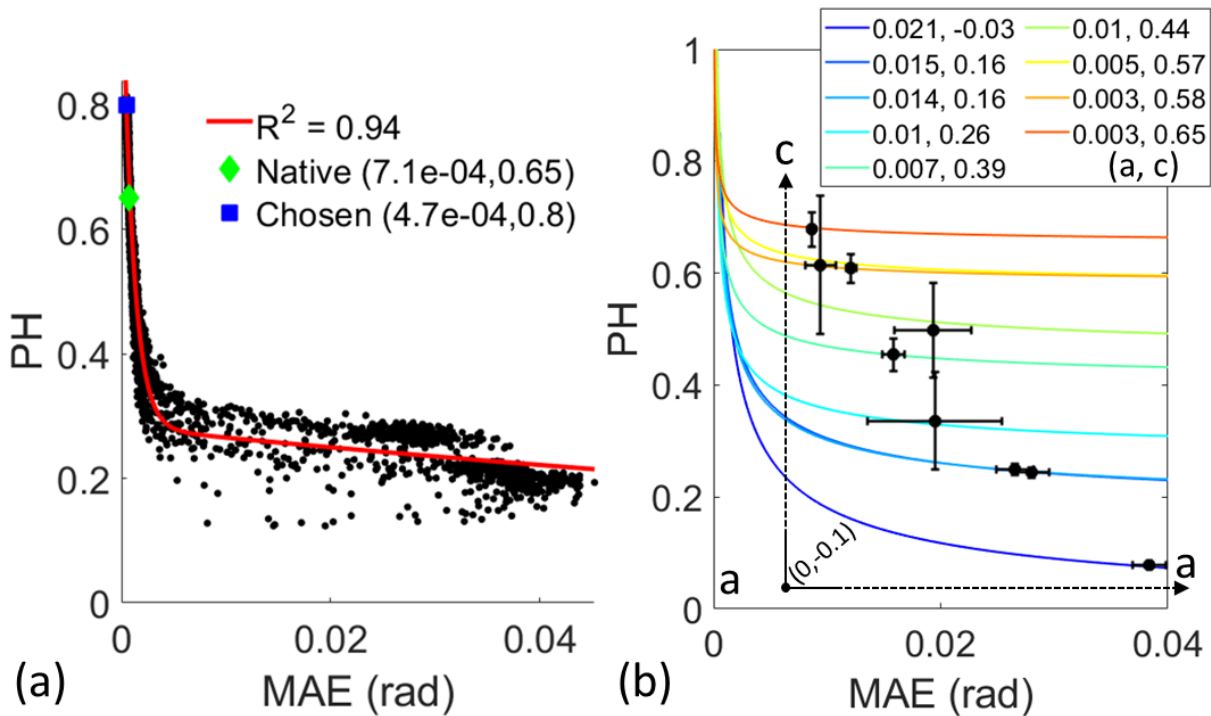 0.8
0.6
0.4
0.2
0
PH
R² = 0.94
Native (7.1e-04,0.65)
Chosen (4.7e-04,0.8)
0
0.02
0.04
MAE (rad)
(a)
0.021, -0.03
0.01, 0.44
0.015, 0.16
0.005, 0.57
0.014, 0.16
0.003, 0.58
0.01, 0.26
0.003, 0.65
0.007, 0.39
(a, c)
1
0.8
0.6
0.4
0.2
0
PH
c
(0,-0.1)
a
a
0
0.02
0.04
MAE (rad)
(b)